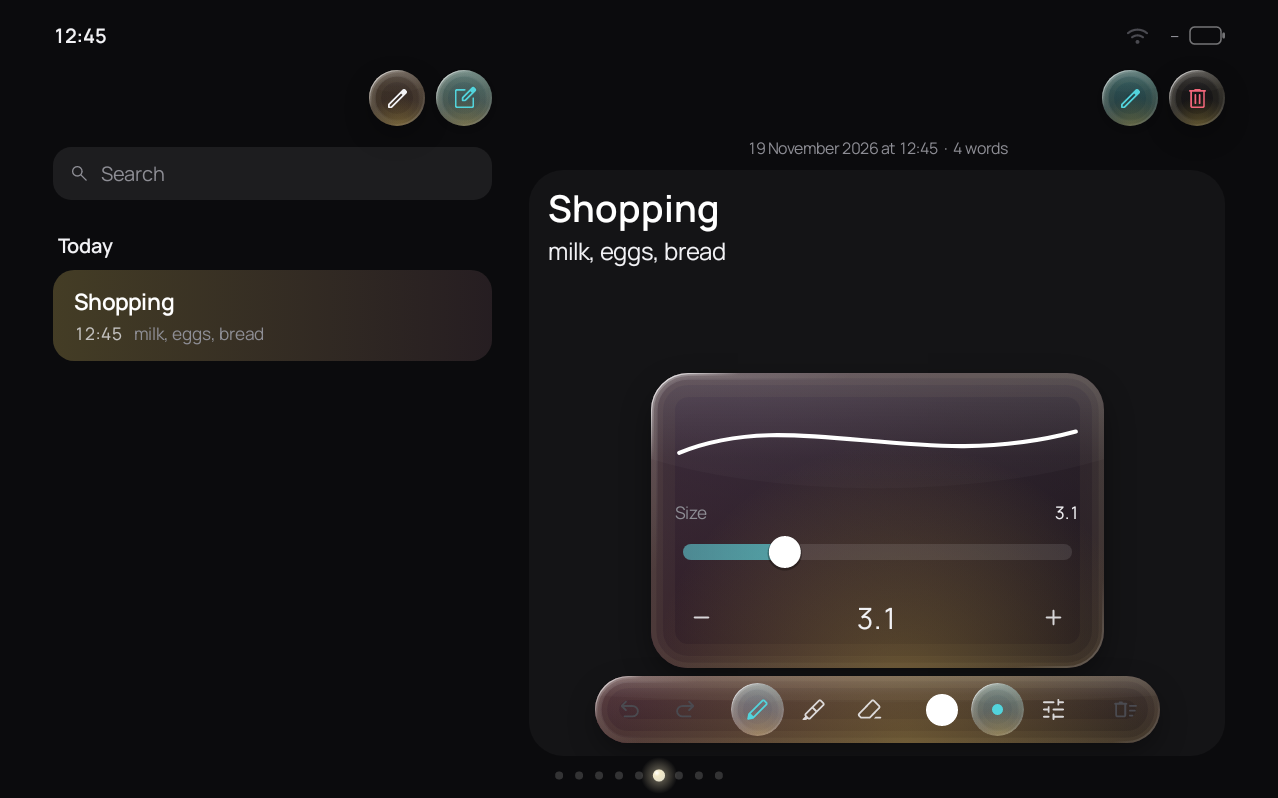 12:45
Search
Today
Shopping
12:45 milk, eggs, bread
19 November 2026 at 12:45 · 4 words
Shopping
milk, eggs, bread
Size 3.1
− 3.1 +